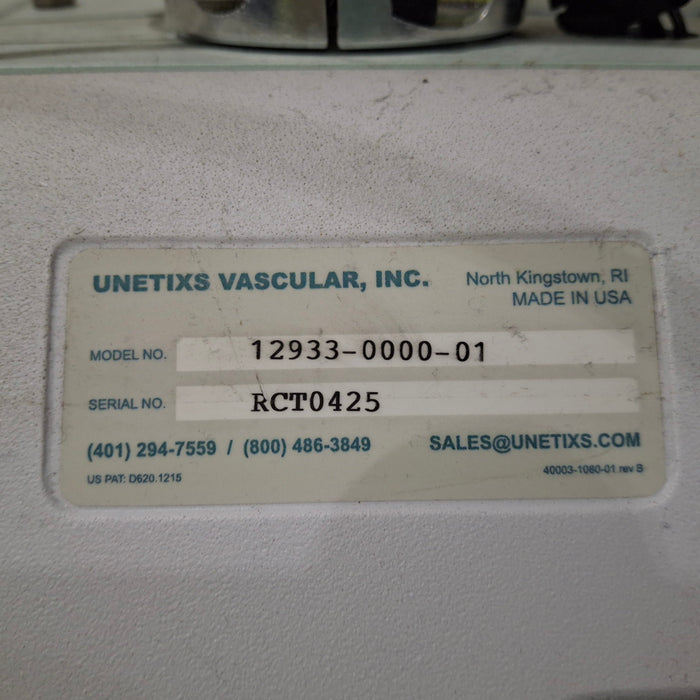 UNETIXS VASCULAR, INC. North Kingstown, RI
MADE IN USA
MODEL NO. 12933-0000-01
SERIAL NO. RCT0425
(401) 294-7559 / (800) 486-3849 SALES@UNETIXS.COM
US PAT: D620.1215 40003-1060-01 rev B